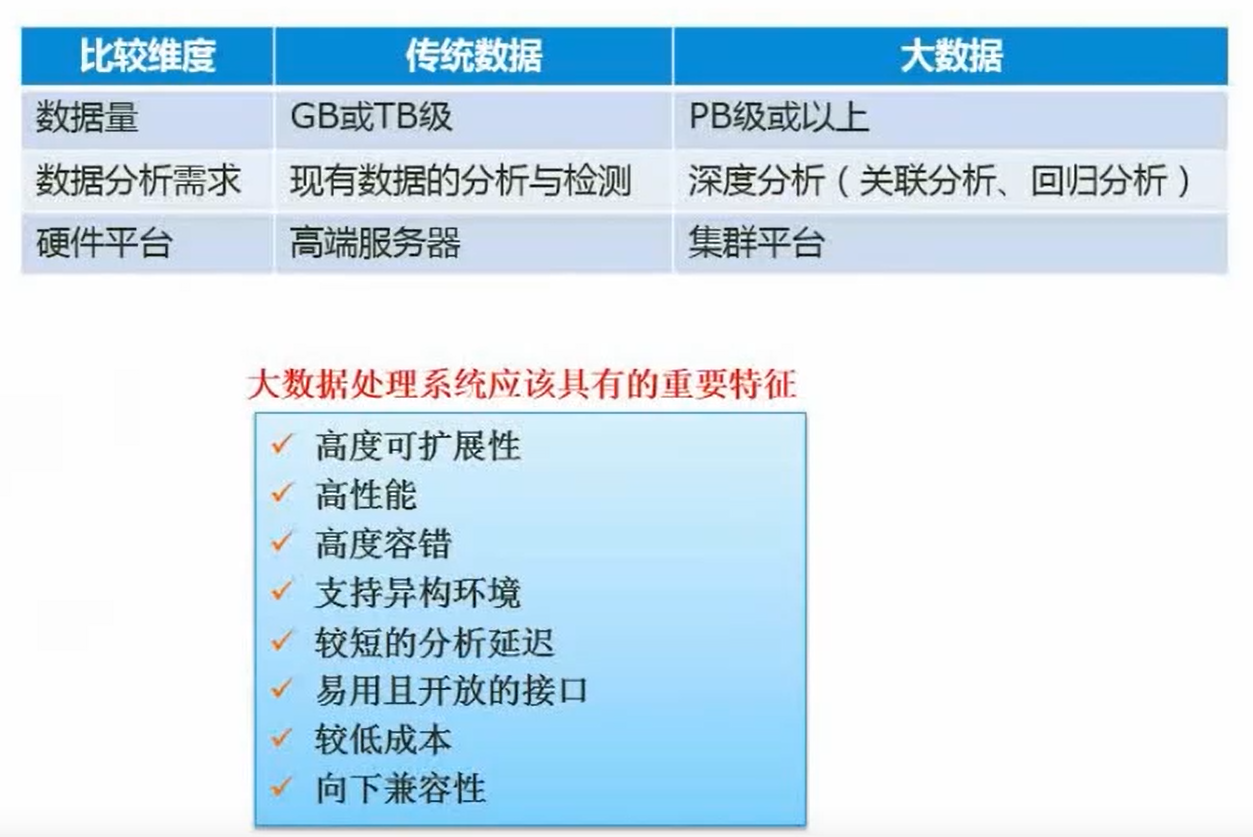 比较维度 传统数据 大数据
数据量 GB或TB级 PB级或以上
数据分析需求 现有数据的分析与检测 深度分析（关联分析、回归分析）
硬件平台 高端服务器 集群平台
大数据处理系统应该具有的重要特征
✓ 高度可扩展性
✓ 高性能
✓ 高度容错
✓ 支持异构环境
✓ 较短的分析延迟
✓ 易用且开放的接口
✓ 较低成本
✓ 向下兼容性